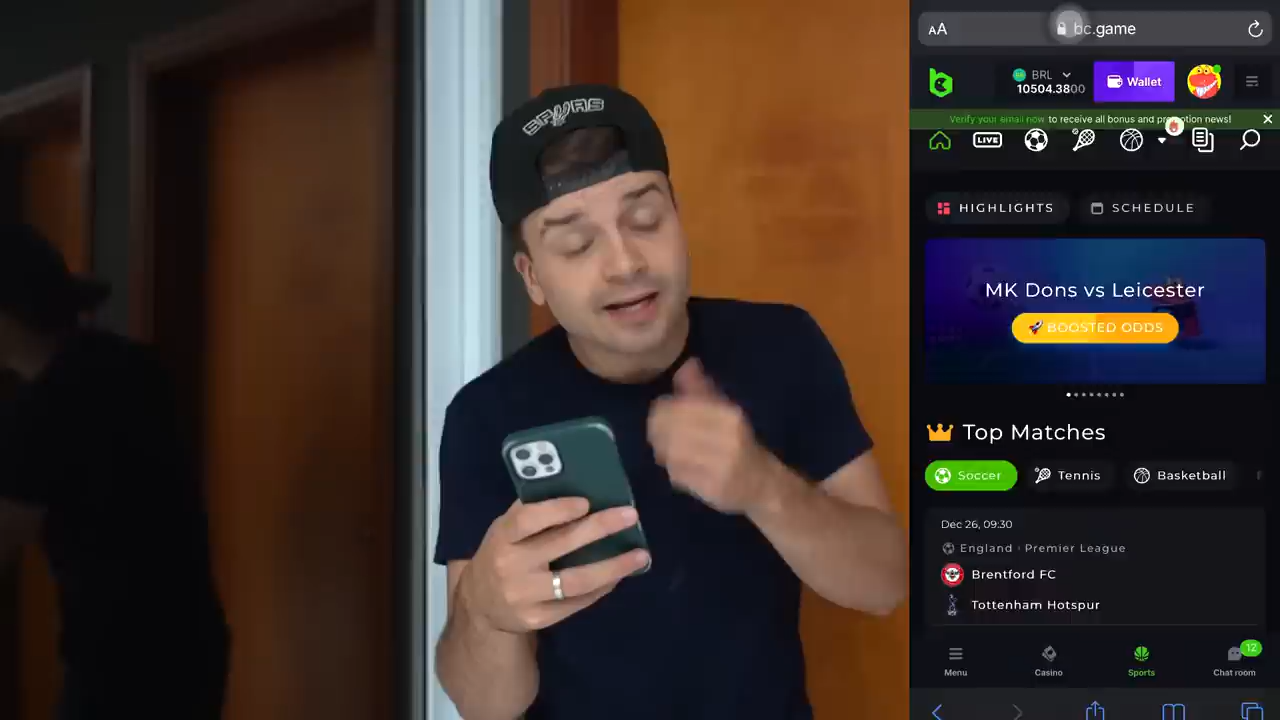 SPURS
AA
bc.game
BRL
10504.3800
Wallet
Verify your email now to receive all bonus and promotion news!
LIVE
HIGHLIGHTS
SCHEDULE
MK Dons vs Leicester
BOOSTED ODDS
Top Matches
Soccer
Tennis
Basketball
Dec 26, 09:30
England · Premier League
Brentford FC
Tottenham Hotspur
Menu
Casino
Sports
12
Chat room